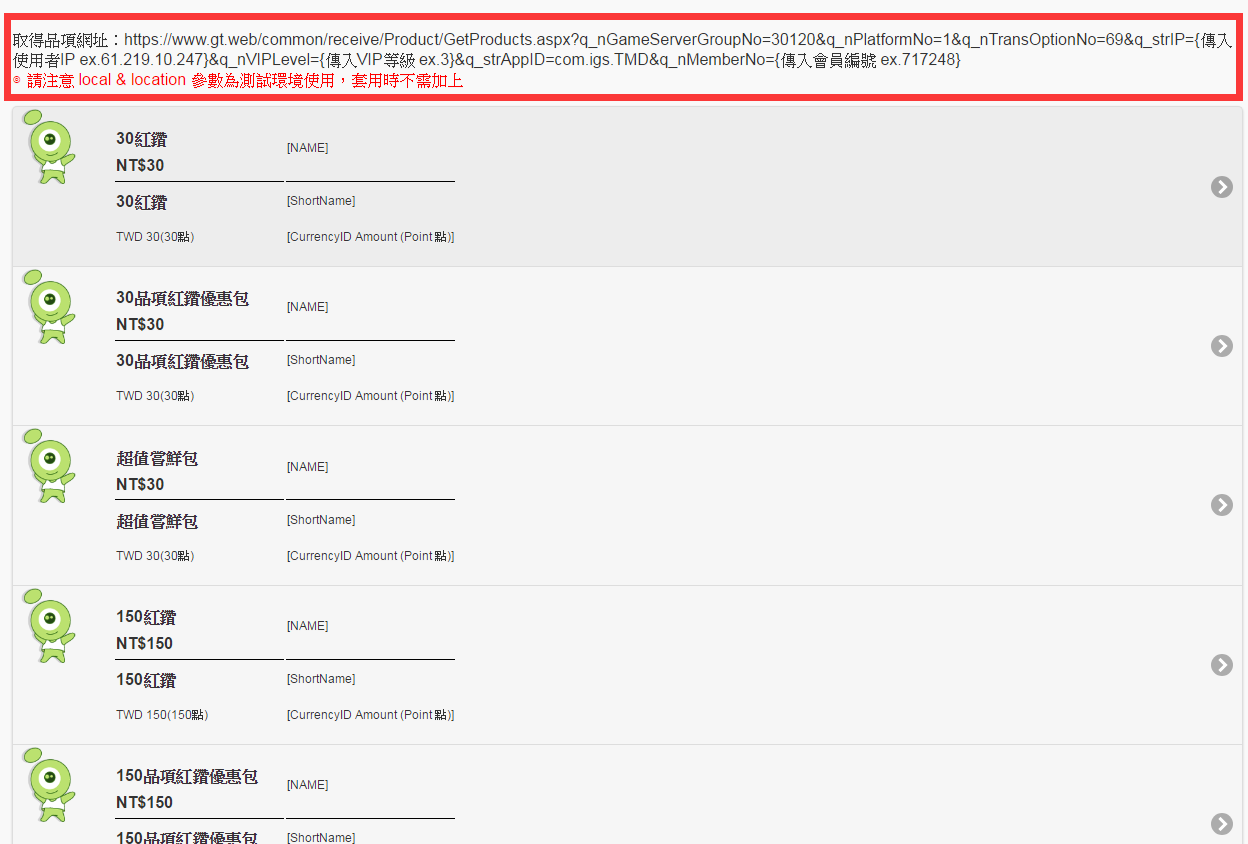 取得品項網址：https://www.gt.web/common/receive/Product/GetProducts.aspx?q_nGameServerGroupNo=30120&q_nPlatformNo=1&q_nTransOptionNo=69&q_strIP={傳入
使用者IP ex.61.219.10.247}&q_nVIPLevel={傳入VIP等級 ex.3}&q_strAppID=com.igs.TMD&q_nMemberNo={傳入會員編號 ex.717248}
◎ 請注意 local & location 參數為測試環境使用，套用時不需加上
30紅鑽
NT$30
[NAME]
30紅鑽
[ShortName]
TWD 30(30點)
[CurrencyID Amount (Point點)]
30品項紅鑽優惠包
NT$30
[NAME]
30品項紅鑽優惠包
[ShortName]
TWD 30(30點)
[CurrencyID Amount (Point點)]
超值嘗鮮包
NT$30
[NAME]
超值嘗鮮包
[ShortName]
TWD 30(30點)
[CurrencyID Amount (Point點)]
150紅鑽
NT$150
[NAME]
150紅鑽
[ShortName]
TWD 150(150點)
[CurrencyID Amount (Point點)]
150品項紅鑽優惠包
NT$150
[NAME]
150品項紅鑽優惠包
[ShortName]